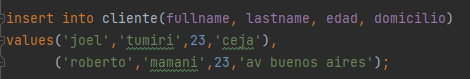 insert into cliente(fullname, lastname, edad, domicilio)
values('joel','tumiri',23,'ceja'),
('roberto','mamani',23,'av buenos aires');